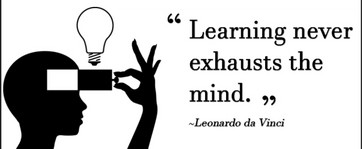 “ Learning never
exhausts the
mind. ”
~Leonardo da Vinci